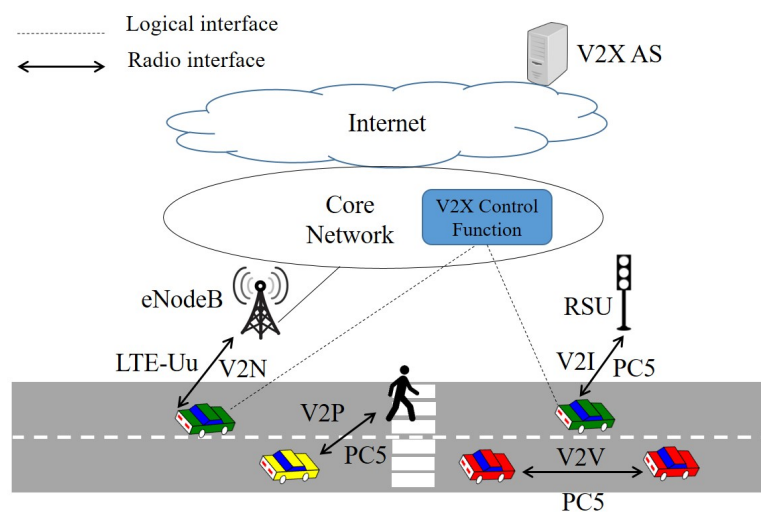 Logical interface
Radio interface
V2X AS
Internet
Core
Network
V2X Control
Function
eNodeB
RSU
LTE-Uu
V2N
V2I
PC5
V2P
PC5
V2V
PC5